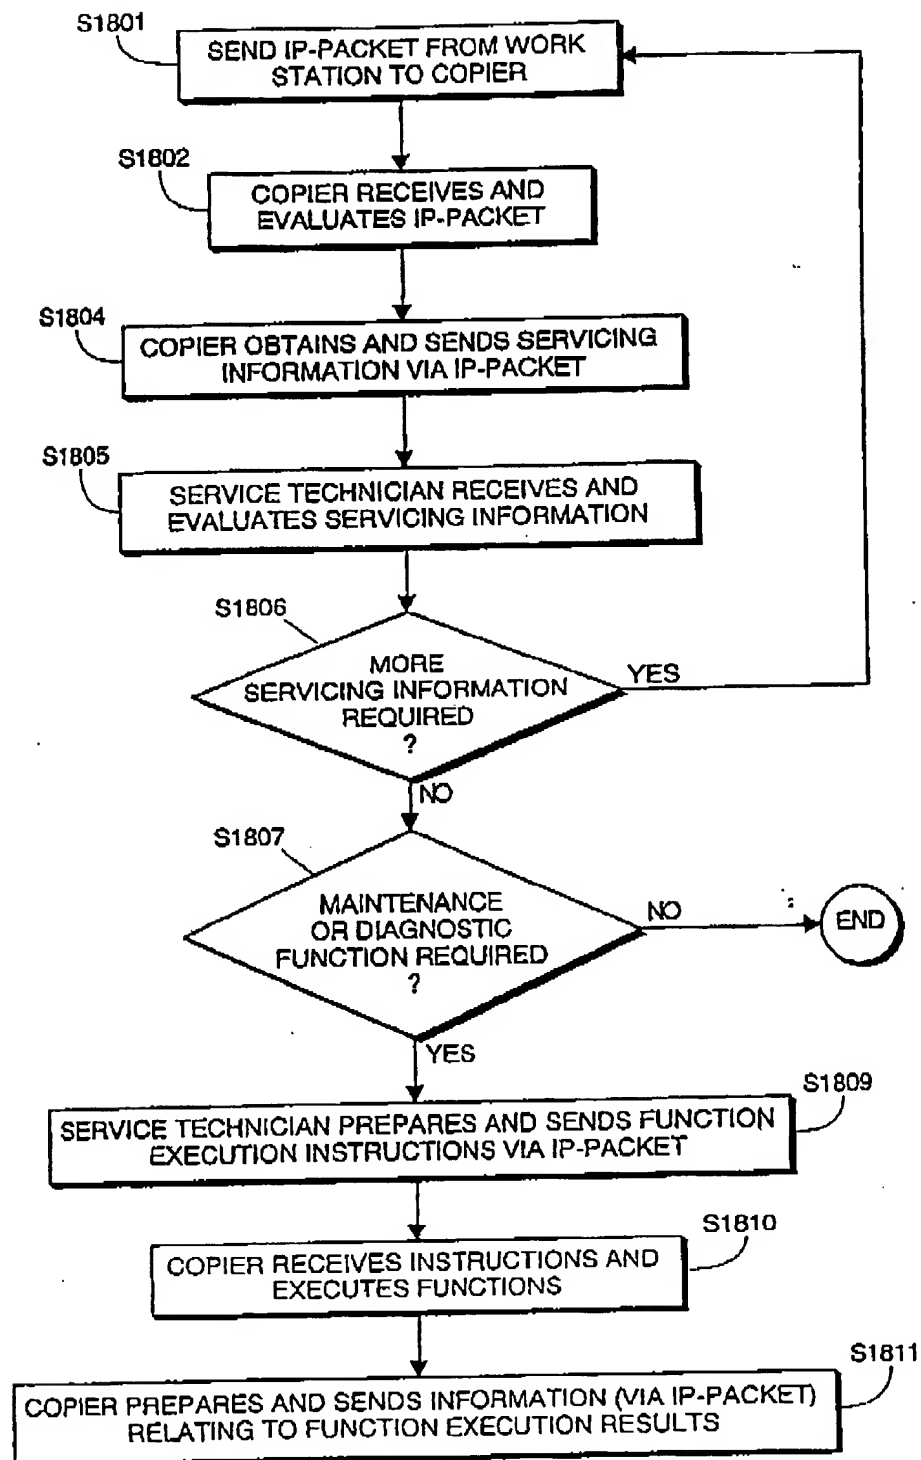 S1801
SEND IP-PACKET FROM WORK
STATION TO COPIER
S1802
COPIER RECEIVES AND
EVALUATES IP-PACKET
S1804
COPIER OBTAINS AND SENDS SERVICING
INFORMATION VIA IP-PACKET
S1805
SERVICE TECHNICIAN RECEIVES AND
EVALUATES SERVICING INFORMATION
S1806
MORE
SERVICING INFORMATION
REQUIRED
?
YES
NO
S1807
MAINTENANCE
OR DIAGNOSTIC
FUNCTION REQUIRED
?
NO
END
YES
S1809
SERVICE TECHNICIAN PREPARES AND SENDS FUNCTION
EXECUTION INSTRUCTIONS VIA IP-PACKET
S1810
COPIER RECEIVES INSTRUCTIONS AND
EXECUTES FUNCTIONS
S1811
COPIER PREPARES AND SENDS INFORMATION (VIA IP-PACKET)
RELATING TO FUNCTION EXECUTION RESULTS